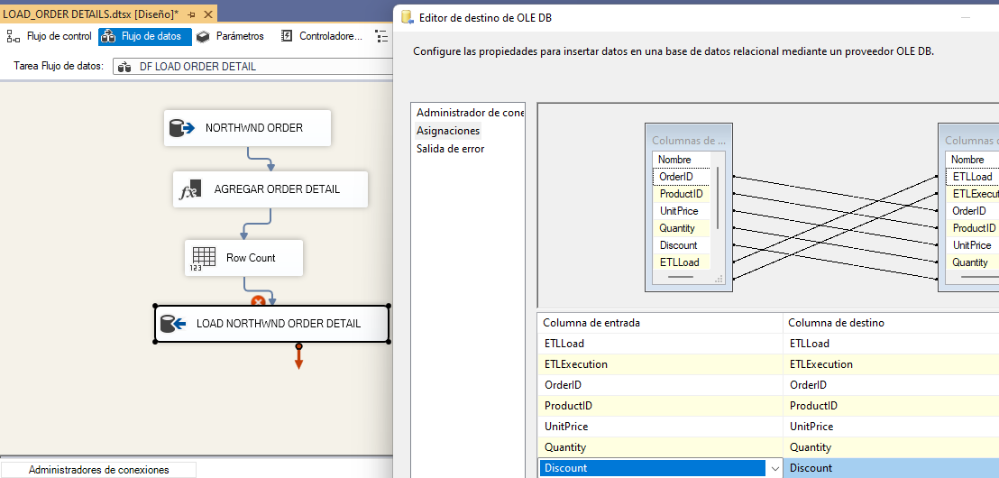 LOAD_ORDER DETAILS.dtsx [Diseño]*
Flujo de control
Flujo de datos
Parámetros
Controladore...
Tarea Flujo de datos:
DF LOAD ORDER DETAIL
NORTHWND ORDER
fx
AGREGAR ORDER DETAIL
123
Row Count
LOAD NORTHWND ORDER DETAIL
Administradores de conexiones
Editor de destino de OLE DB
Configure las propiedades para insertar datos en una base de datos relacional mediante un proveedor OLE DB.
Administrador de cone
Asignaciones
Salida de error
Columnas de ...
Nombre
OrderID
ProductID
UnitPrice
Quantity
Discount
ETLLoad
Columnas d
Nombre
ETLLoad
ETLExecut
OrderID
ProductID
UnitPrice
Quantity
Columna de entrada Columna de destino
ETLLoad ETLLoad
ETLExecution ETLExecution
OrderID OrderID
ProductID ProductID
UnitPrice UnitPrice
Quantity Quantity
Discount Discount